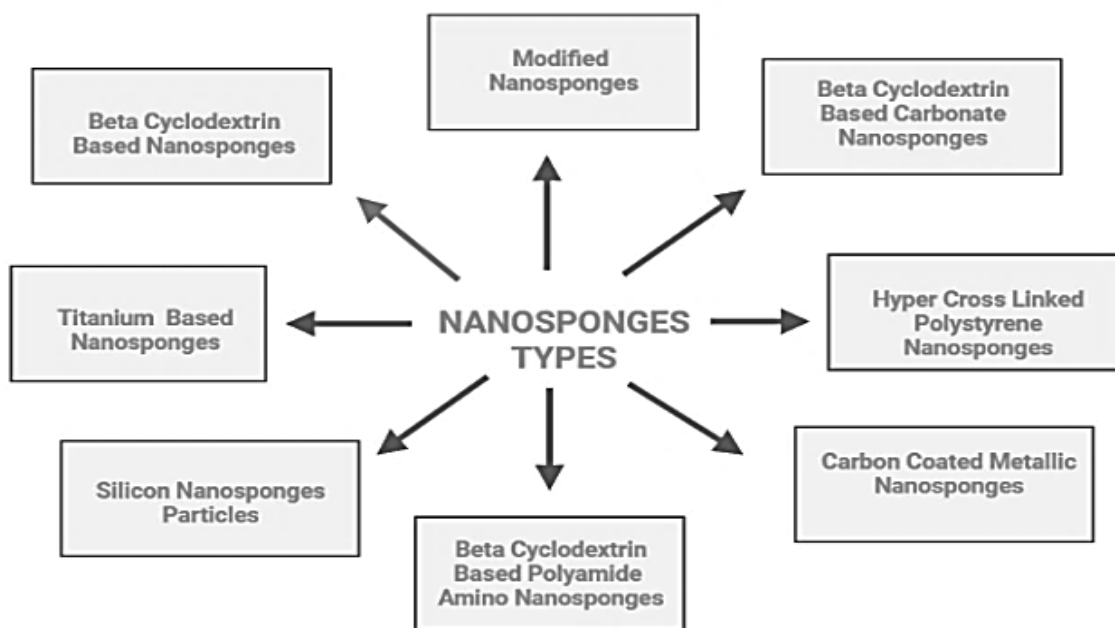 Modified
Nanosponges
Beta Cyclodextrin
Based Nanosponges
Beta Cyclodextrin
Based Carbonate
Nanosponges
Titanium Based
Nanosponges
NANOSPONGES
TYPES
Hyper Cross Linked
Polystyrene
Nanosponges
Silicon Nanosponges
Particles
Carbon Coated Metallic
Nanosponges
Beta Cyclodextrin
Based Polyamide
Amino Nanosponges